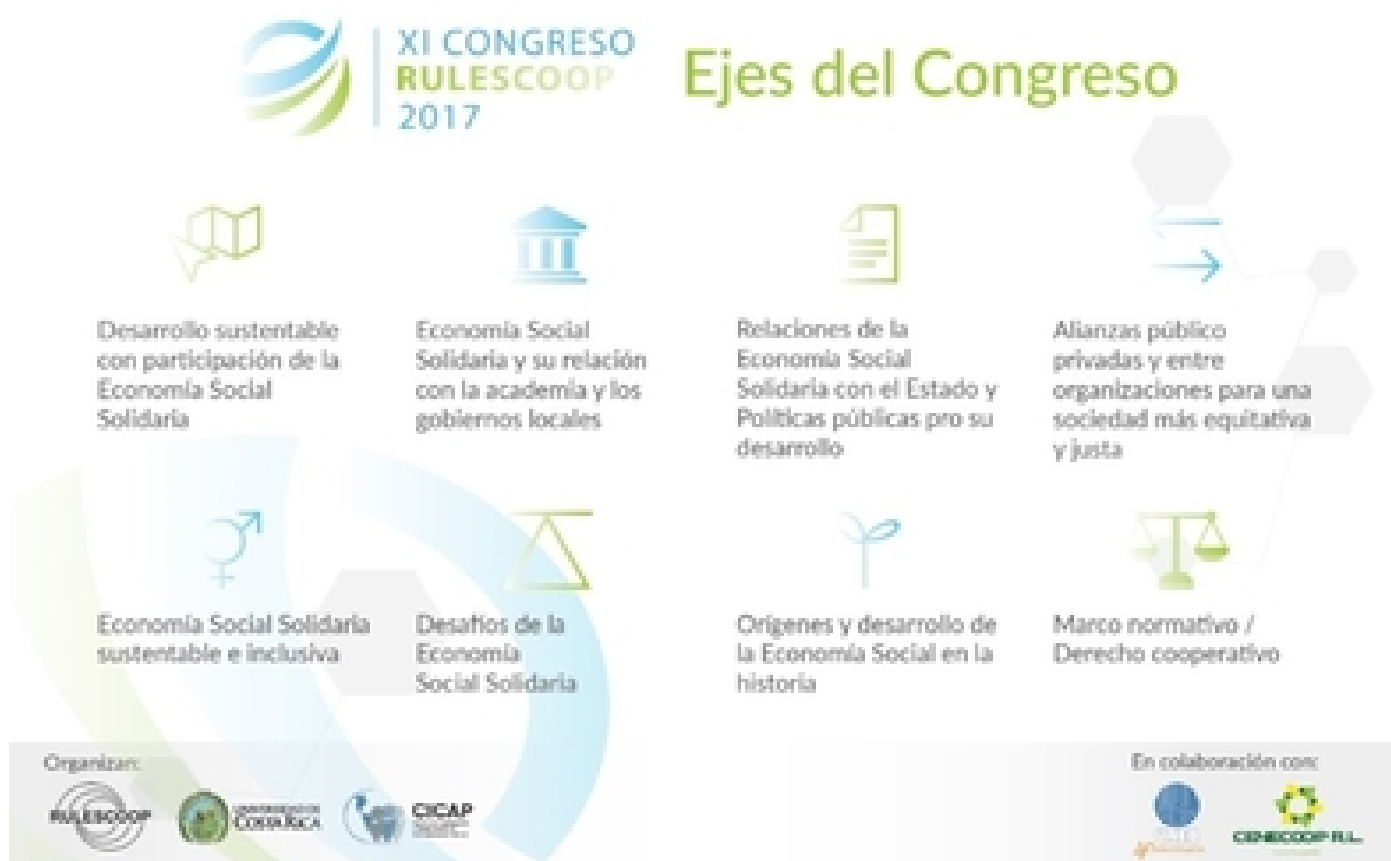 XI CONGRESO
RULESCOOP
2017
Ejes del Congreso
Desarrollo sustentable
con participación de la
Economía Social
Solidaria
Economía Social
Solidaria y su relación
con la academia y los
gobiernos locales
Relaciones de la
Economía Social
Solidaria con el Estado y
Políticas públicas pro su
desarrollo
Alianzas público
privadas y entre
organizaciones para una
sociedad más equitativa
y justa
Economía Social Solidaria
sustentable e inclusiva
Desafíos de la
Economía
Social Solidaria
Orígenes y desarrollo de
la Economía Social en la
historia
Marco normativo /
Derecho cooperativo
Organizan:
RULESCOOP
UNIVERSIDAD DE
COSTA RICA
CICAP
En colaboración con:
CENECOOP R.L.